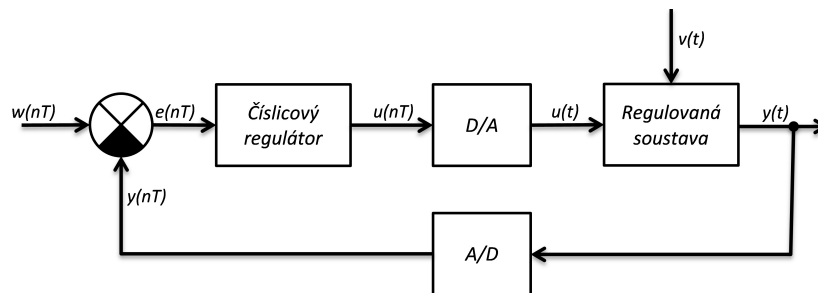 v(t)
w(nT)
e(nT)
Číslicový
regulátor
u(nT)
D/A
u(t)
Regulovaná
soustava
y(t)
y(nT)
A/D